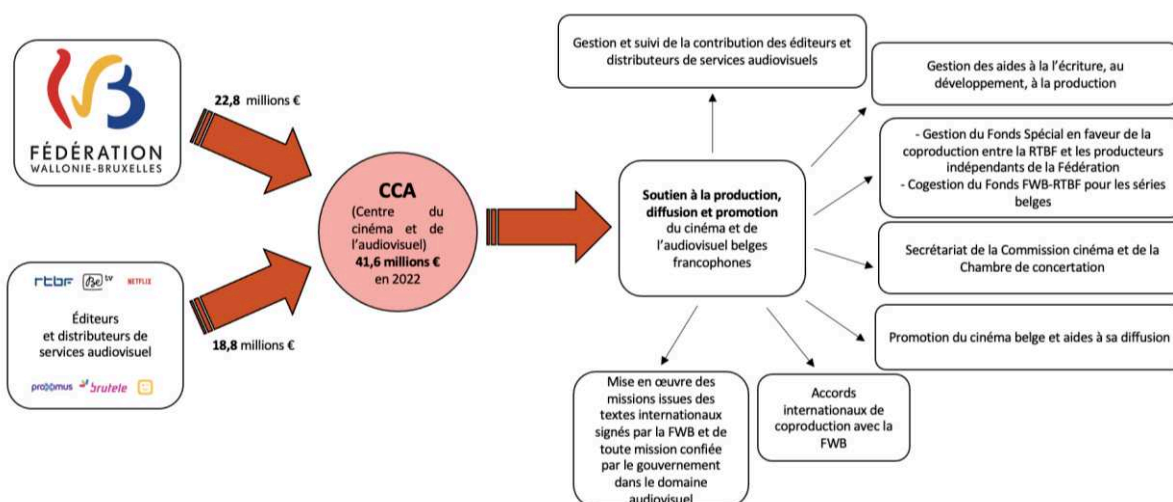 FÉDÉRATION
WALLONIE-BRUXELLES
22,8 millions €
rtbf Be tv NETFLIX
Éditeurs
et distributeurs de
services audiovisuel
proximus brutele
18,8 millions €
CCA
(Centre du
cinéma et de
l'audiovisuel)
41,6 millions €
en 2022
Soutien à la production,
diffusion et promotion
du cinéma et de
l'audiovisuel belges
francophones
Gestion et suivi de la contribution des éditeurs et
distributeurs de services audiovisuels
Gestion des aides à la l'écriture, au
développement, à la production
- Gestion du Fonds Spécial en faveur de la
coproduction entre la RTBF et les producteurs
indépendants de la Fédération
- Cogestion du Fonds FWB-RTBF pour les séries
belges
Secrétariat de la Commission cinéma et de la
Chambre de concertation
Promotion du cinéma belge et aides à sa diffusion
Accords
internationaux de
coproduction avec la
FWB
Mise en œuvre des
missions issues des
textes internationaux
signés par la FWB et de
toute mission confiée
par le gouvernement
dans le domaine
audiovisuel